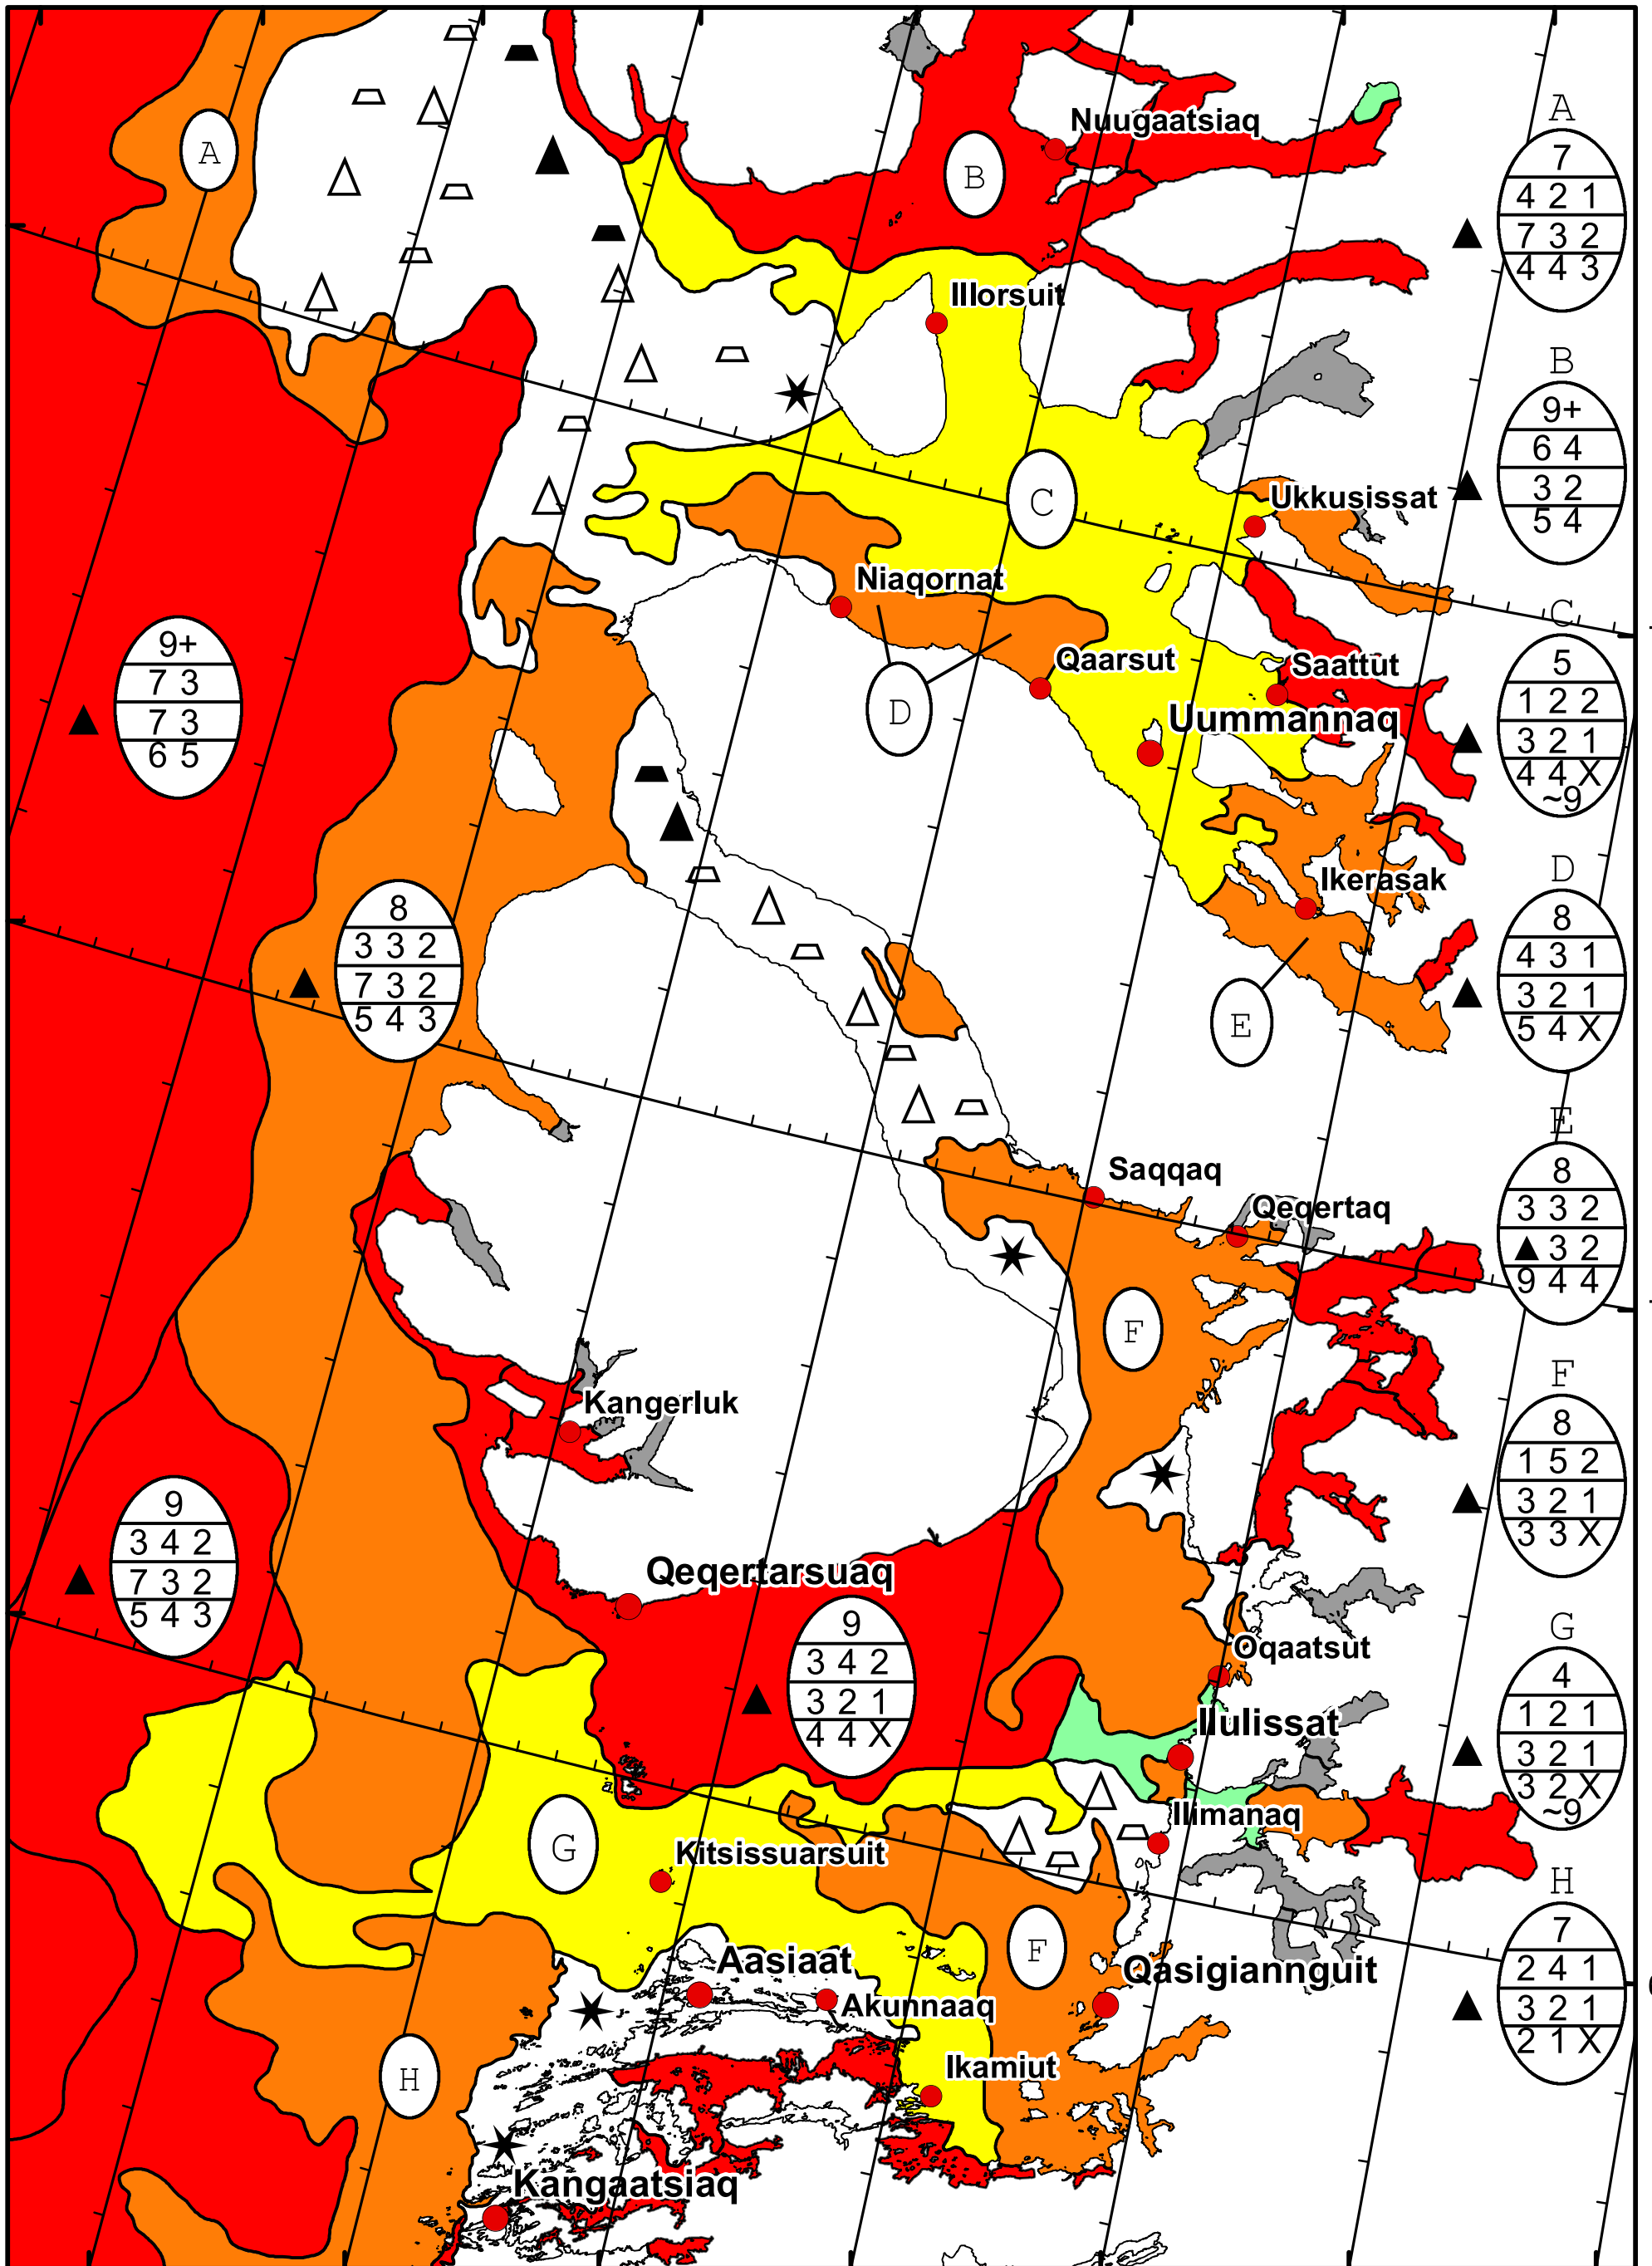 A
7
4 2 1
7 3 2
4 4 3
A
B
Nuugaatsiaq
Illorsuit
B
9+
6 4
3 2
5 4
C
Ukkusissat
Niaqornat
C
5
1 2 2
3 2 1
4 4 X
~9
9+
7 3
7 3
6 5
Qaarsut
Saattut
D
Uummannaq
D
8
4 3 1
3 2 1
5 4 X
Ikerasak
8
3 3 2
7 3 2
5 4 3
E
E
8
3 3 2
3 2
9 4 4
Saqqaq
Qeqertaq
F
F
8
1 5 2
3 2 1
3 3 X
Kangerluk
9
3 4 2
7 3 2
5 4 3
Qeqertarsuaq
9
3 4 2
3 2 1
4 4 X
Oqaatsut
G
4
1 2 1
3 2 1
3 2 X
~9
Ilulissat
Ilimanaq
G
Kitsissuarsuit
H
7
2 4 1
3 2 1
2 1 X
F
Aasiaat
Qasigiannguit
Akunnaaq
H
Ikamiut
Kangaatsiaq